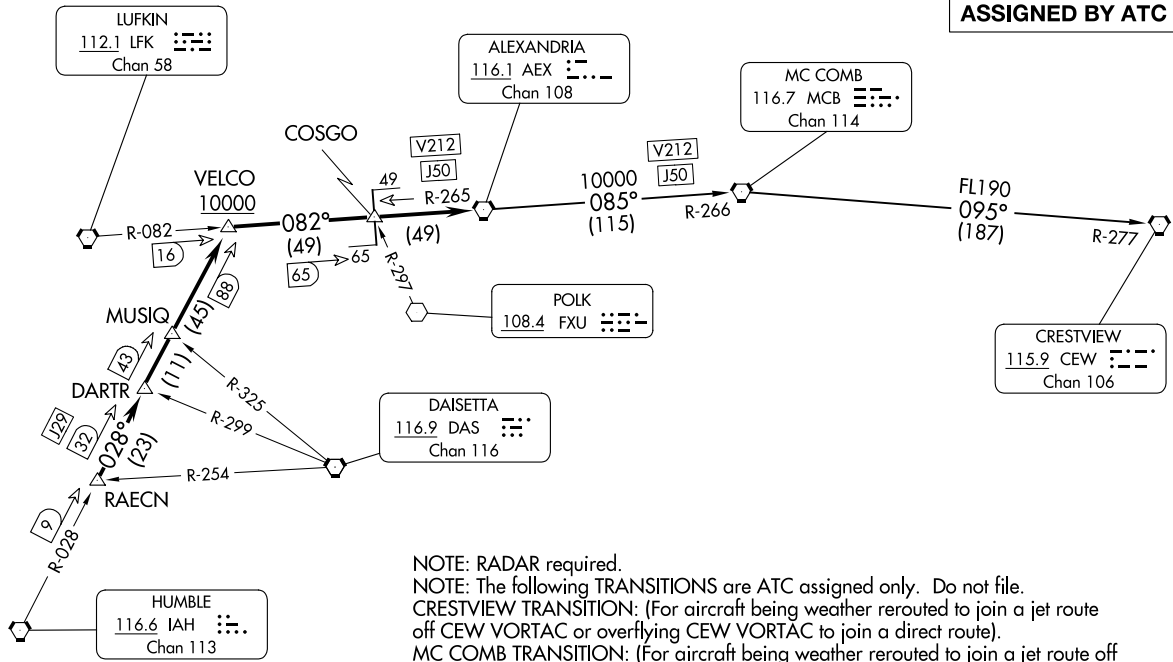 ASSIGNED BY ATC
LUFKIN
112.1 LFK
Chan 58
ALEXANDRIA
116.1 AEX
Chan 108
MC COMB
116.7 MCB
Chan 114
COSGO
V212
J50
V212
J50
VELCO
10000
49
R-265
10000
085°
(115)
R-266
FL190
095°
(187)
R-277
R-082
16
082°
(49)
65
65
(49)
R-297
88
POLK
108.4 FXU
MUSIQ
(45)
CRESTVIEW
115.9 CEW
Chan 106
43
(11)
DARTR
R-325
R-299
J29
32
028°
(23)
DAISETTA
116.9 DAS
Chan 116
R-254
RAECN
9
R-028
HUMBLE
116.6 IAH
Chan 113
NOTE: RADAR required.
NOTE: The following TRANSITIONS are ATC assigned only. Do not file.
CRESTVIEW TRANSITION: (For aircraft being weather rerouted to join a jet route
off CEW VORTAC or overflying CEW VORTAC to join a direct route).
MC COMB TRANSITION: (For aircraft being weather rerouted to join a jet route off